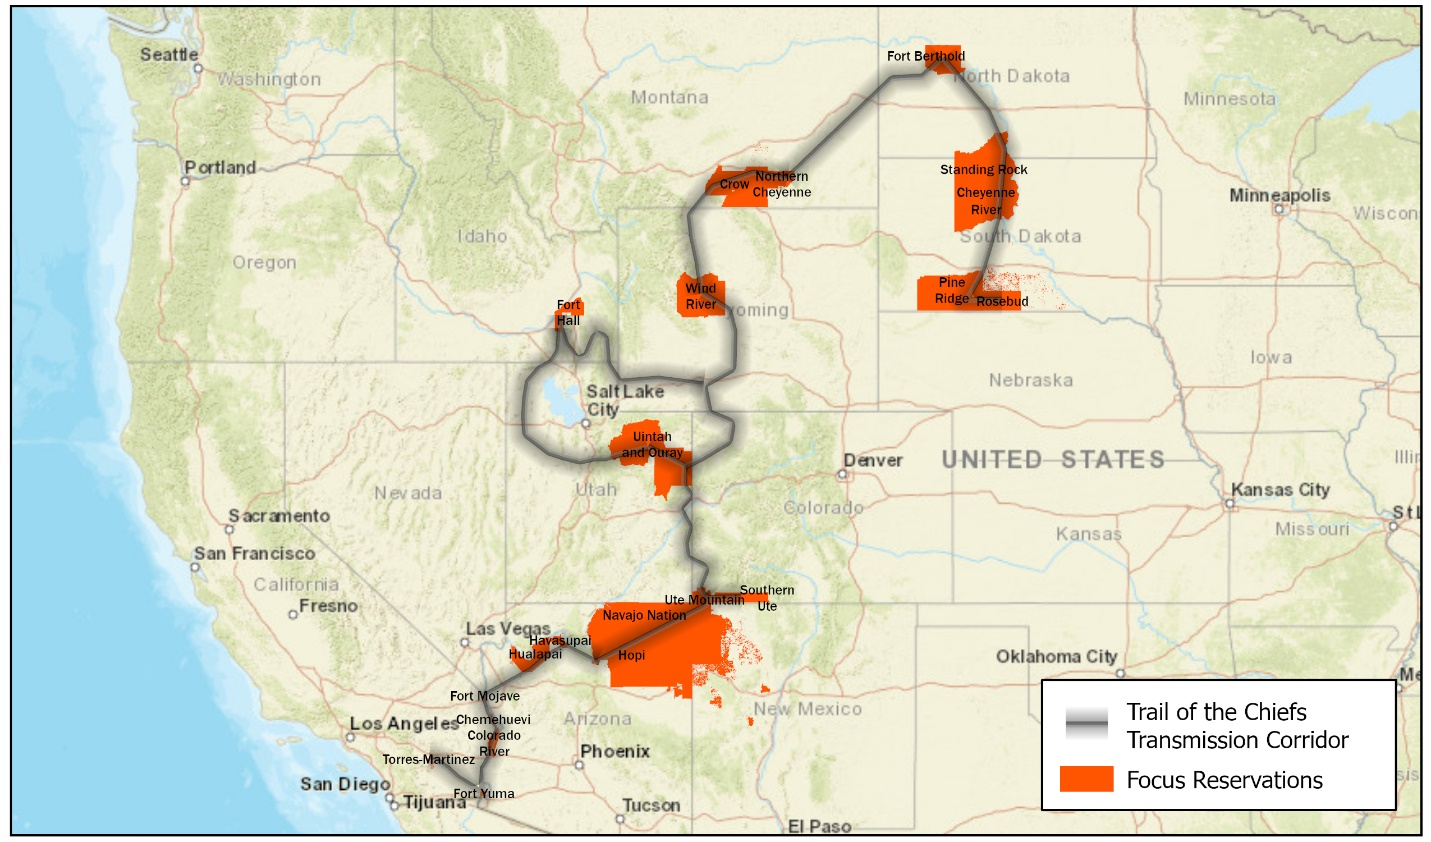 Seattle
Washington
Fort Berthold
North Dakota
Montana
Minnesota
Portland
Crow
Northern
Cheyenne
Standing Rock
Cheyenne
River
Minneapolis
Wiscon
Idaho
South Dakota
Oregon
Wind
River
Pine
Ridge
Rosebud
Fort
Hall
yoming
Iowa
Nebraska
Salt Lake
City
Uintah
and Ouray
Denver
UNITED STATES
Illir
Nevada
Utah
Kansas City
Colorado
Sacramento
St L
Missouri
Kansas
San Francisco
California
Fresno
Ute Mountain
Southern
Ute
Navajo Nation
Las Vegas
Havasupai
Hualapai
Hopi
Oklahoma City
Me
Fort Mojave
Los Angeles
Chemehuevi
Colorado
River
Arizona
New Mexico
Torres-Martinez
Phoenix
San Diego
Tijuana
Fort Yuma
Tucson
El Paso
Trail of the Chiefs
Transmission Corridor
Focus Reservations